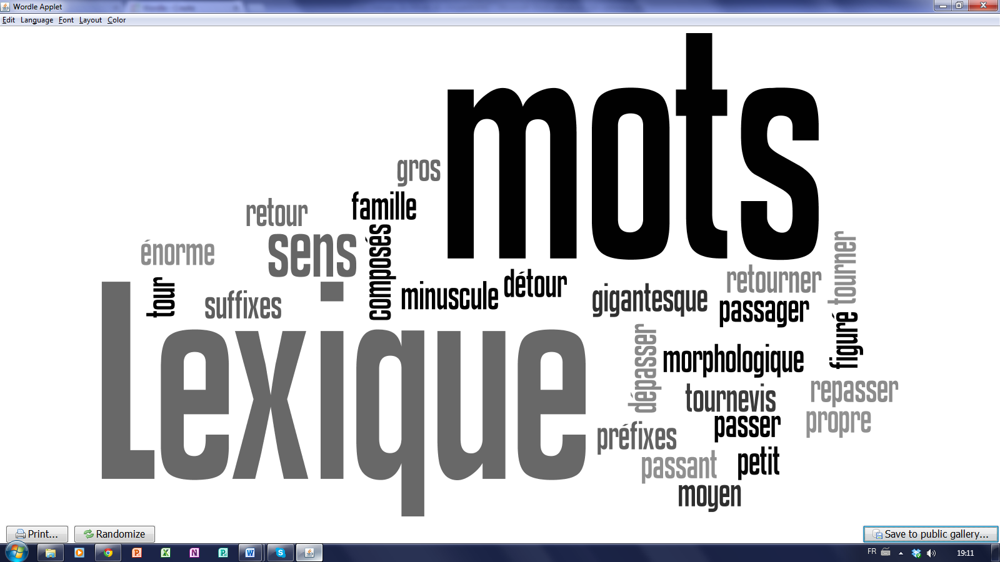 Wordle Applet
Edit Language Font Layout Color
mots
gros
famille
retour
sens
composés
énorme
tour
suffixes
minuscule
détour
gigantesque
retourner
tourner
passager
figuré
Lexique
dépasser
morphologique
tournevis
repasser
passer
propre
préfixes
passant
petit
moyen
Print...
Randomize
Save to public gallery...
FR
19:11